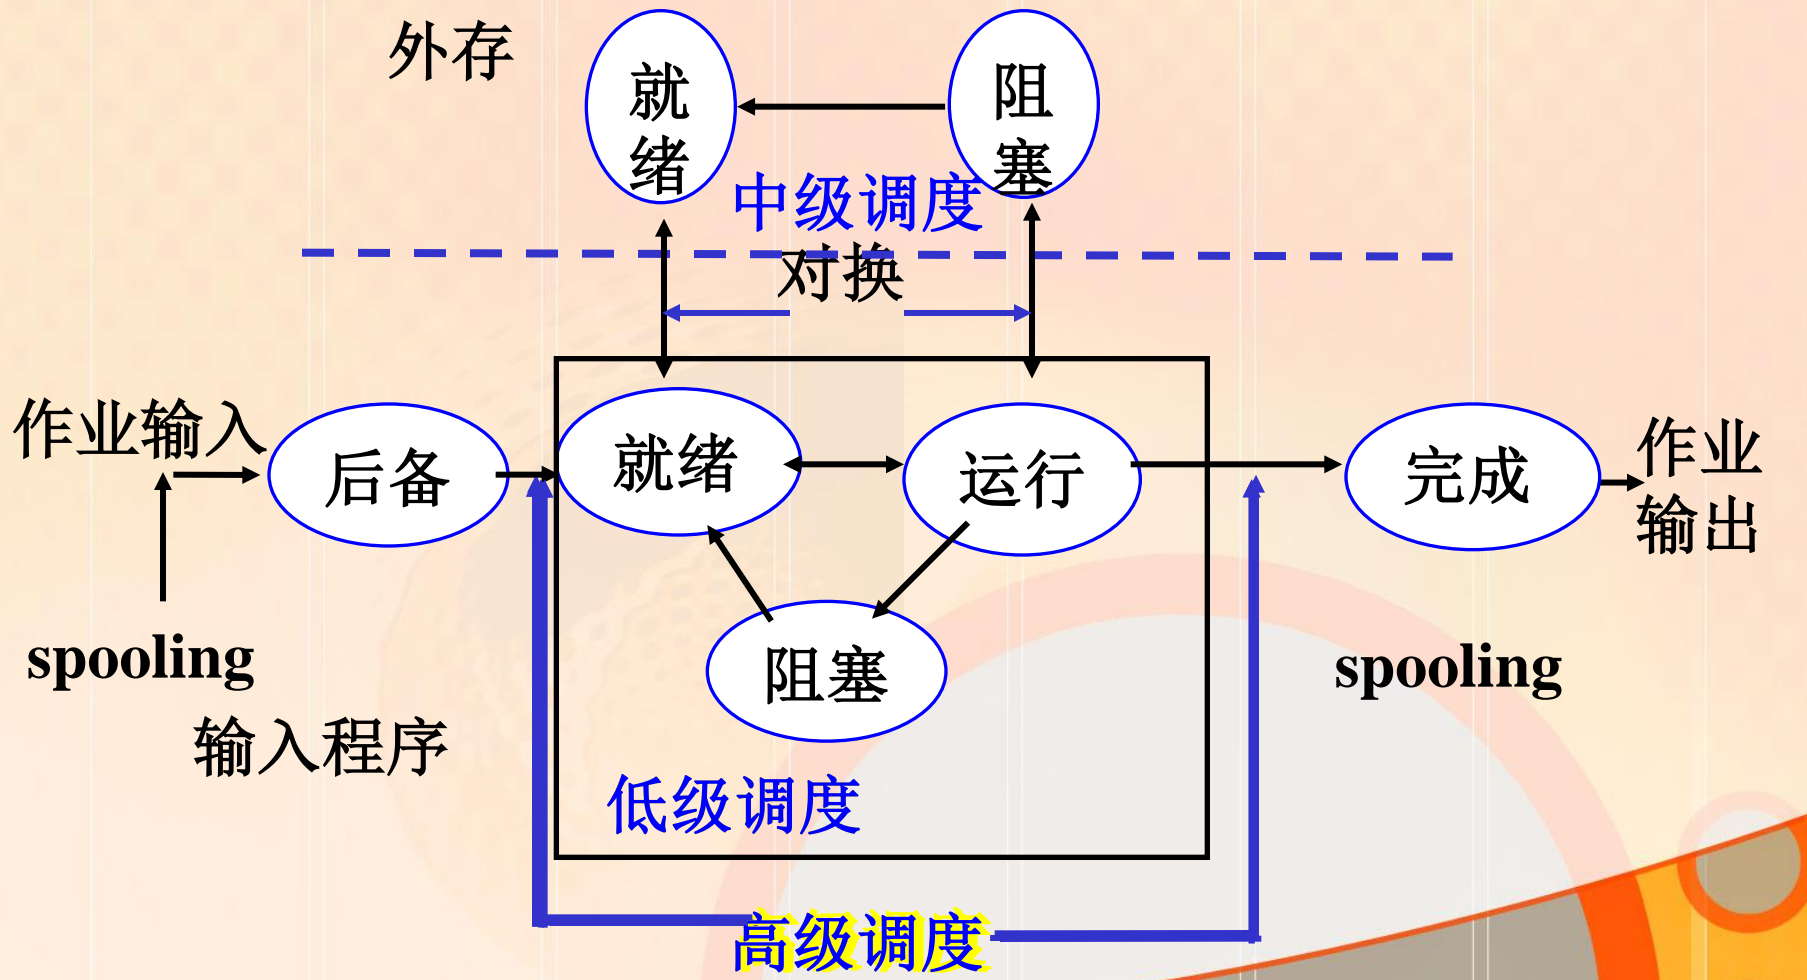 外存
就
绪
阻
塞
中级调度
对换
作业输入
后备
就绪
运行
完成
作业
输出
阻塞
spooling
输入程序
spooling
低级调度
高级调度